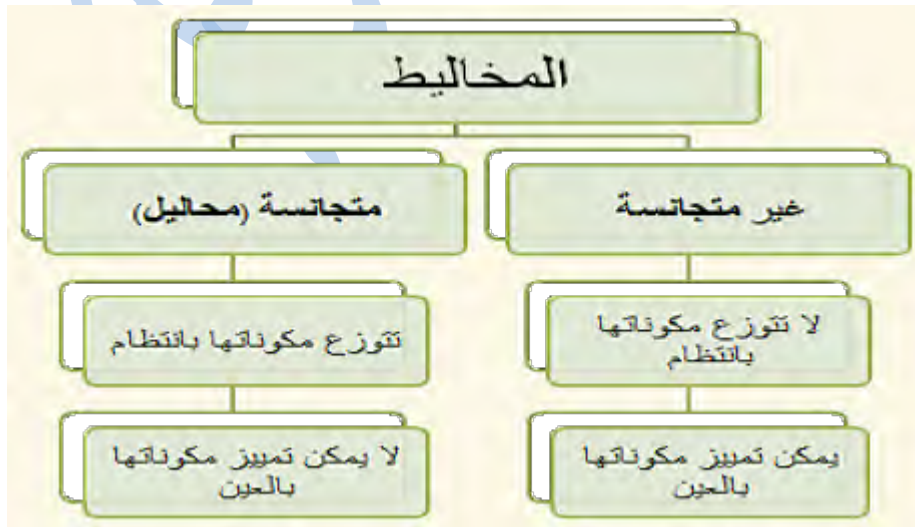 المخاليط
غير متجانسة
متجانسة (محاليل)
لا تتوزع مكوناتها
بانتظام
تتوزع مكوناتها بانتظام
يمكن تمييز مكوناتها
بالعين
لا يمكن تمييز مكوناتها
بالعين